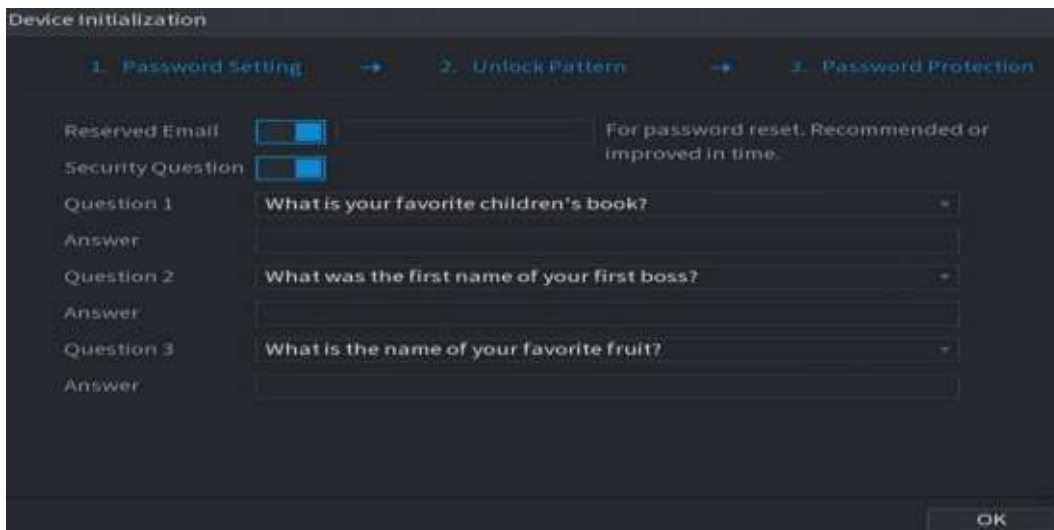 Device Initialization
1. Password Setting → 2. Unlock Pattern → 3. Password Protection
Reserved Email
For password reset. Recommended or
improved in time.
Security Question
Question 1 What is your favorite children's book?
Answer
Question 2 What was the first name of your first boss?
Answer
Question 3 What is the name of your favorite fruit?
Answer
OK